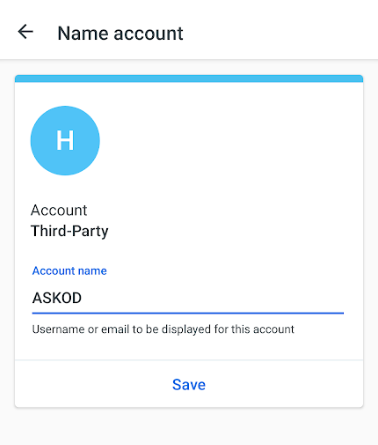 Name account
H
Account
Third-Party
Account name
ASKOD
Username or email to be displayed for this account
Save